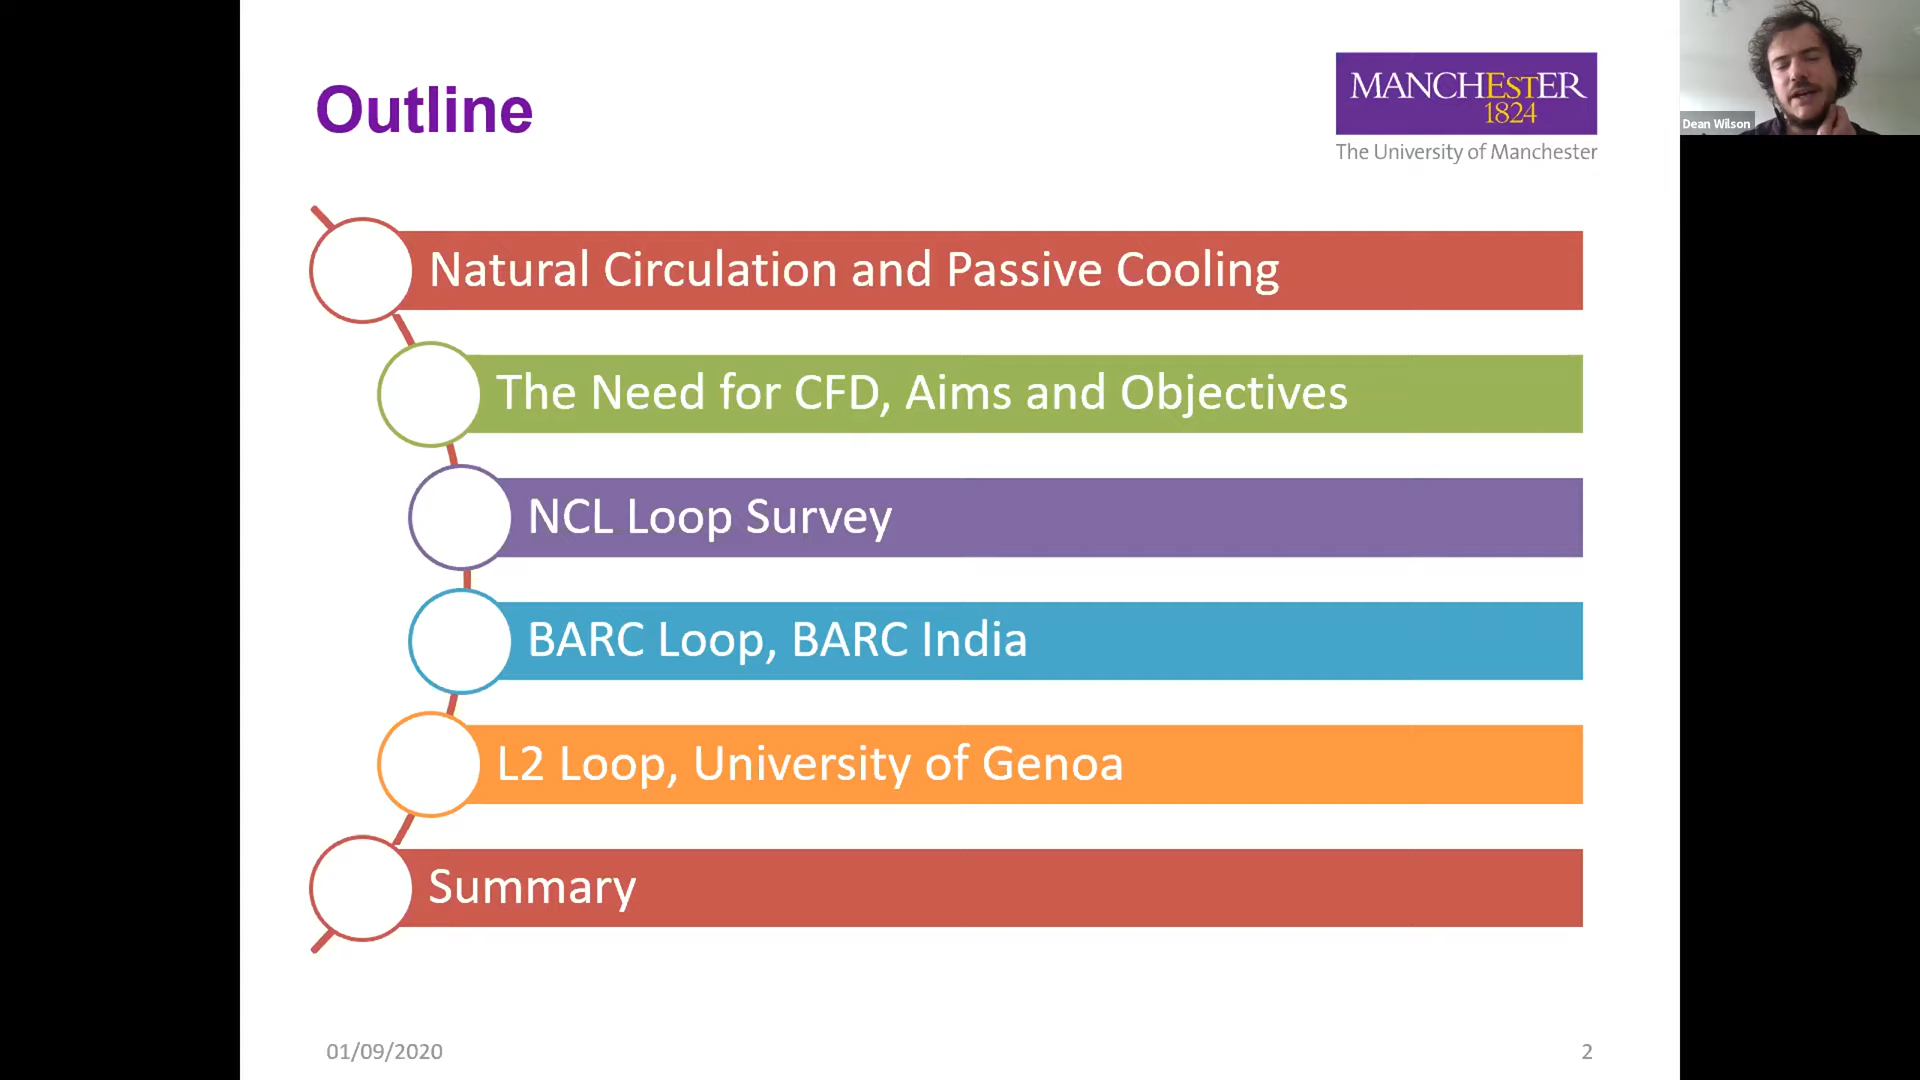 Outline
MANCHESTER
1824
The University of Manchester
Dean Wilson
Natural Circulation and Passive Cooling
The Need for CFD, Aims and Objectives
NCL Loop Survey
BARC Loop, BARC India
L2 Loop, University of Genoa
Summary
01/09/2020
2